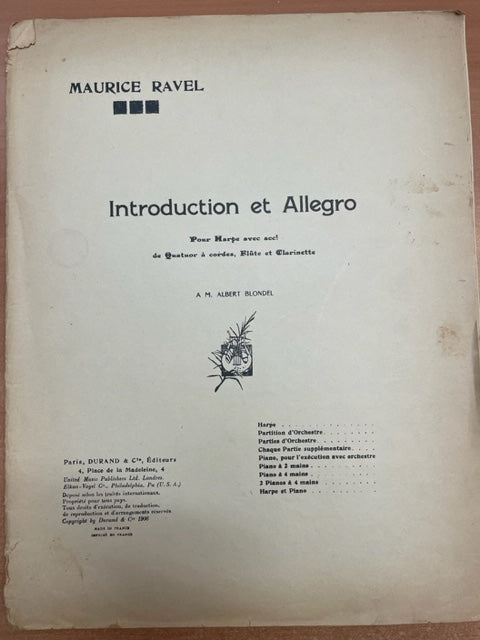 MAURICE RAVEL
Introduction et Allegro
Pour Harpe avec acct
de Quatuor à cordes, Flûte et Clarinette
A M. ALBERT BLONDEL
Harpe . . . . . . . . . . . . . .
Partition d'Orchestre . . . . . . . .
Parties d'Orchestre . . . . . . . . .
Chaque Partie supplémentaire . . . .
Piano, pour l'exécution avec orchestre
Piano à 2 mains . . . . . . . . . .
Piano à 4 mains . . . . . . . . . .
2 Pianos à 4 mains . . . . . . . . .
Harpe et Piano . . . . . . . . . .
Paris, DURAND & Cie, Éditeurs
4, Place de la Madeleine, 4
United Music Publishers Ltd. Londres.
Elkan-Vogel Co., Philadelphia, Pa (U. S. A.)
Déposé selon les traités internationaux.
Propriété pour tous pays.
Tous droits d'exécution, de traduction,
de reproduction et d'arrangements réservés
Copyright by Durand & Cie 1906
MADE IN FRANCE
IMPRIMÉ EN FRANCE